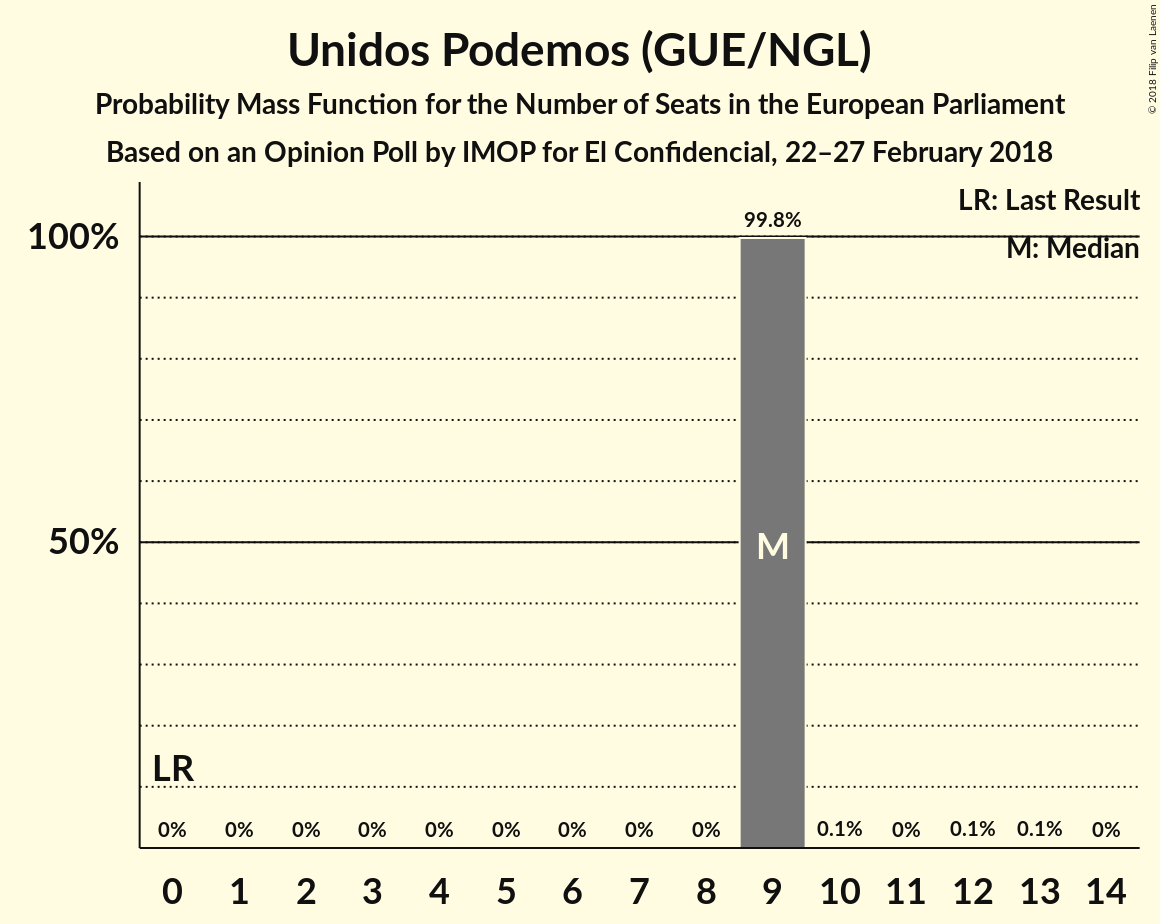 Unidos Podemos (GUE/NGL)
Probability Mass Function for the Number of Seats in the European Parliament
Based on an Opinion Poll by IMOP for El Confidencial, 22–27 February 2018
© 2018 Filip van Laenen
LR: Last Result
M: Median
99.8%
100%
50%
M
LR
0% 0% 0% 0% 0% 0% 0% 0% 0% 0.1% 0% 0.1% 0.1% 0%
0 1 2 3 4 5 6 7 8 9 10 11 12 13 14